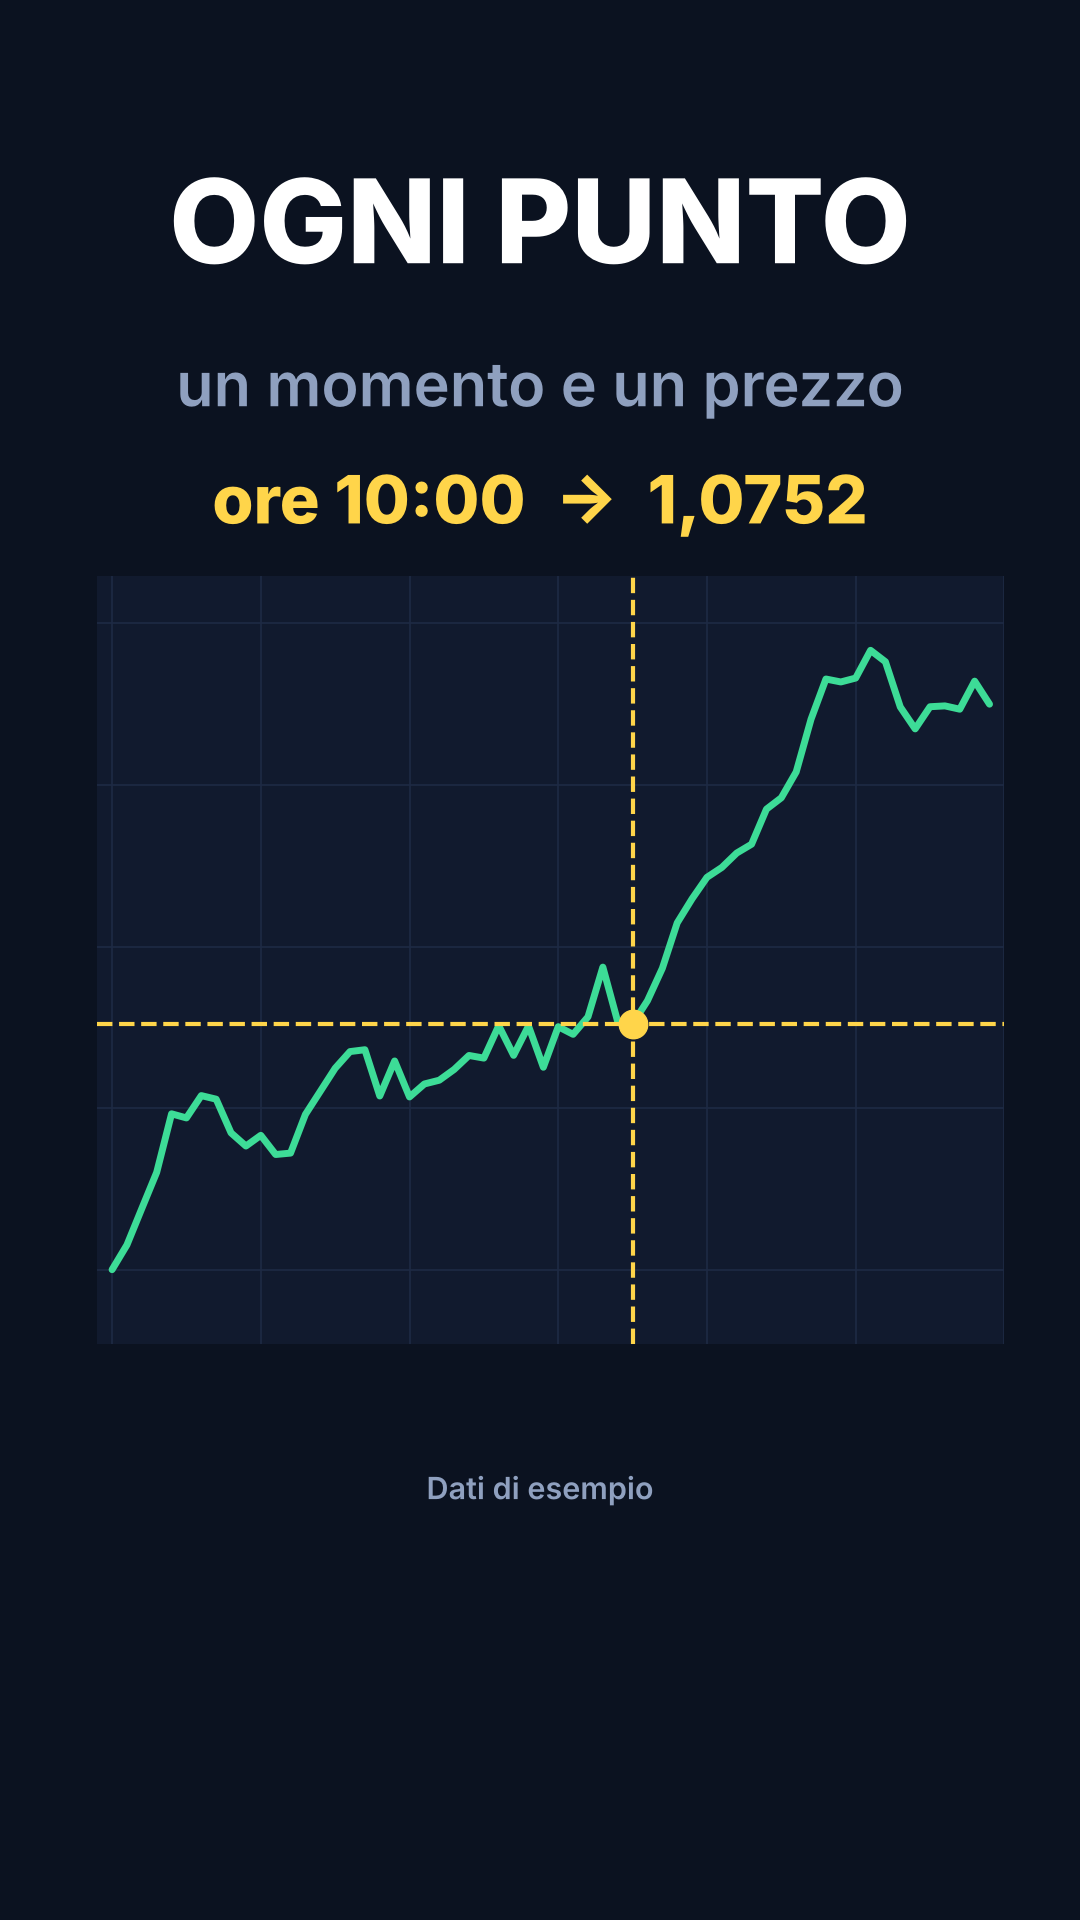 OGNI PUNTO
un momento e un prezzo
ore 10:00 → 1,0752
Dati di esempio